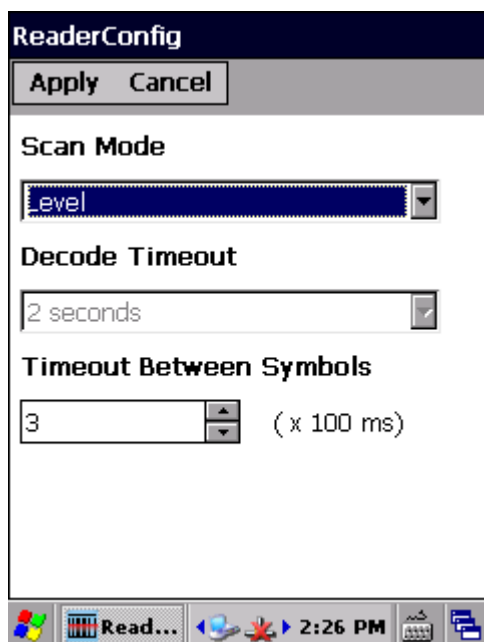 ReaderConfig
Apply Cancel
Scan Mode
Level
Decode Timeout
2 seconds
Timeout Between Symbols
3 ( x 100 ms)
Read... 2:26 PM